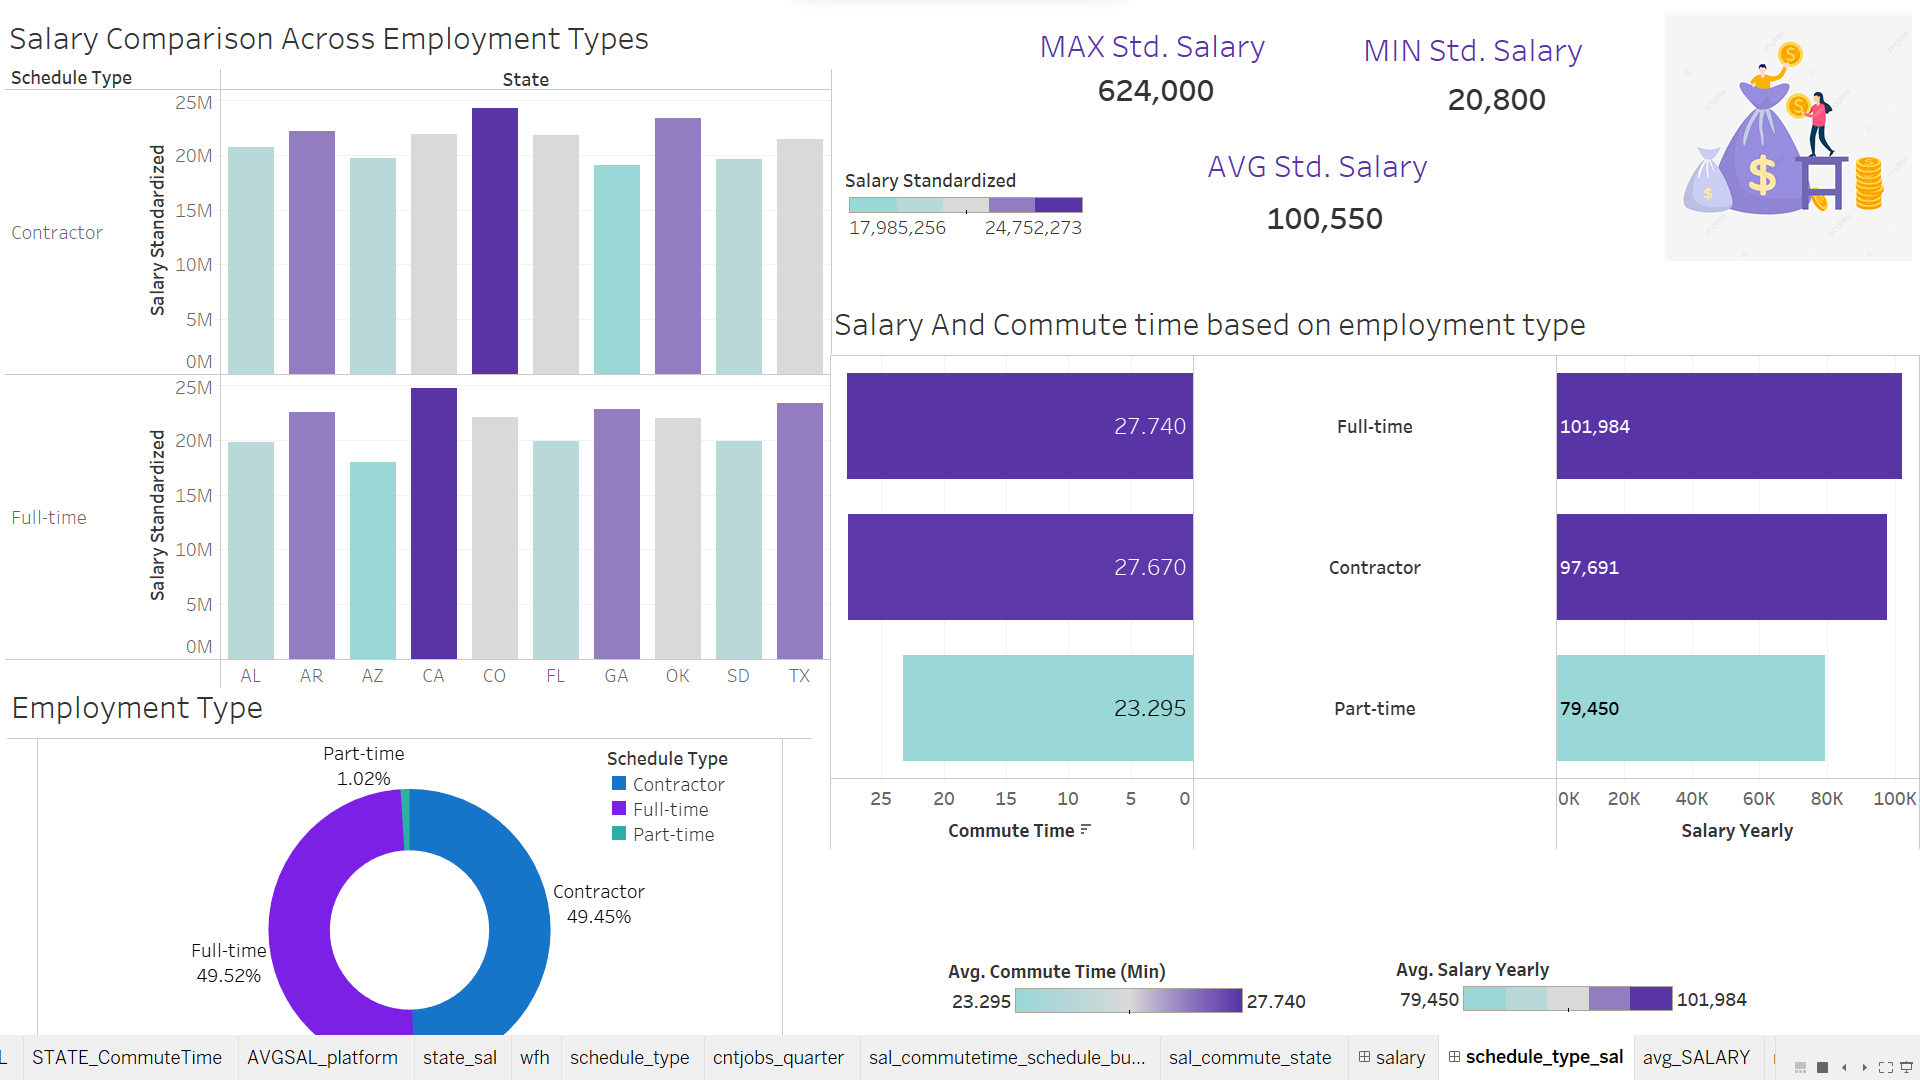 Salary Comparison Across Employment Types
Schedule Type
State
Contractor
Salary Standardized
25M
20M
15M
10M
5M
0M
Full-time
Salary Standardized
25M
20M
15M
10M
5M
0M
AL AR AZ CA CO FL GA OK SD TX
MAX Std. Salary
624,000
MIN Std. Salary
20,800
AVG Std. Salary
100,550
Salary Standardized
17,985,256 24,752,273
Salary And Commute time based on employment type
27.740 Full-time 101,984
27.670 Contractor 97,691
23.295 Part-time 79,450
25 20 15 10 5 0
0K 20K 40K 60K 80K 100K
Commute Time
Salary Yearly
Employment Type
Part-time
1.02%
Schedule Type
Contractor
Full-time
Part-time
Contractor
49.45%
Full-time
49.52%
Avg. Commute Time (Min)
23.295 27.740
Avg. Salary Yearly
79,450 101,984
L STATE_CommuteTime AVGSAL_platform state_sal wfh schedule_type cntjobs_quarter sal_commutetime_schedule_bu... sal_commute_state salary schedule_type_sal avg_SALARY